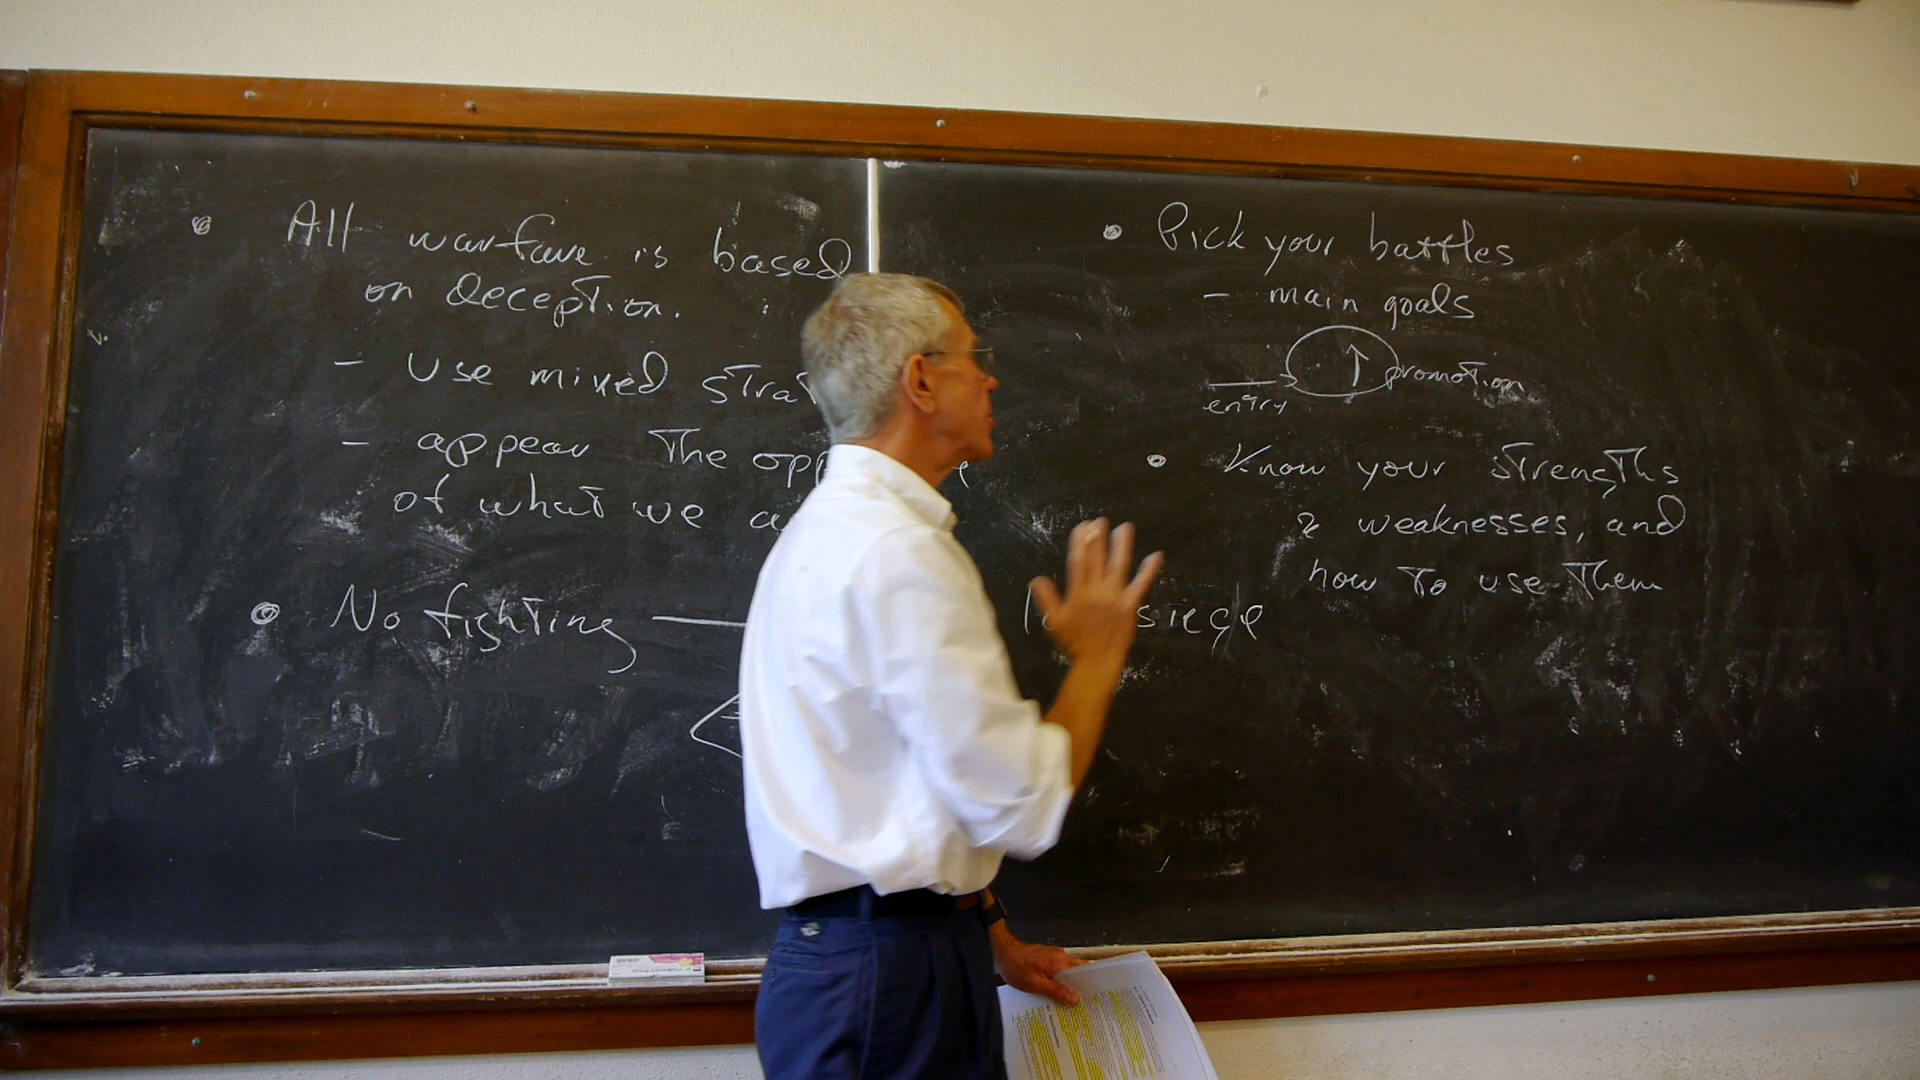 All warfare is based
on deception.
- Use mixed
- appear the
of what we
No fighting — siege
Pick your battles
- main goals
promotion
entry
Know your strengths
& weaknesses, and
how to use them